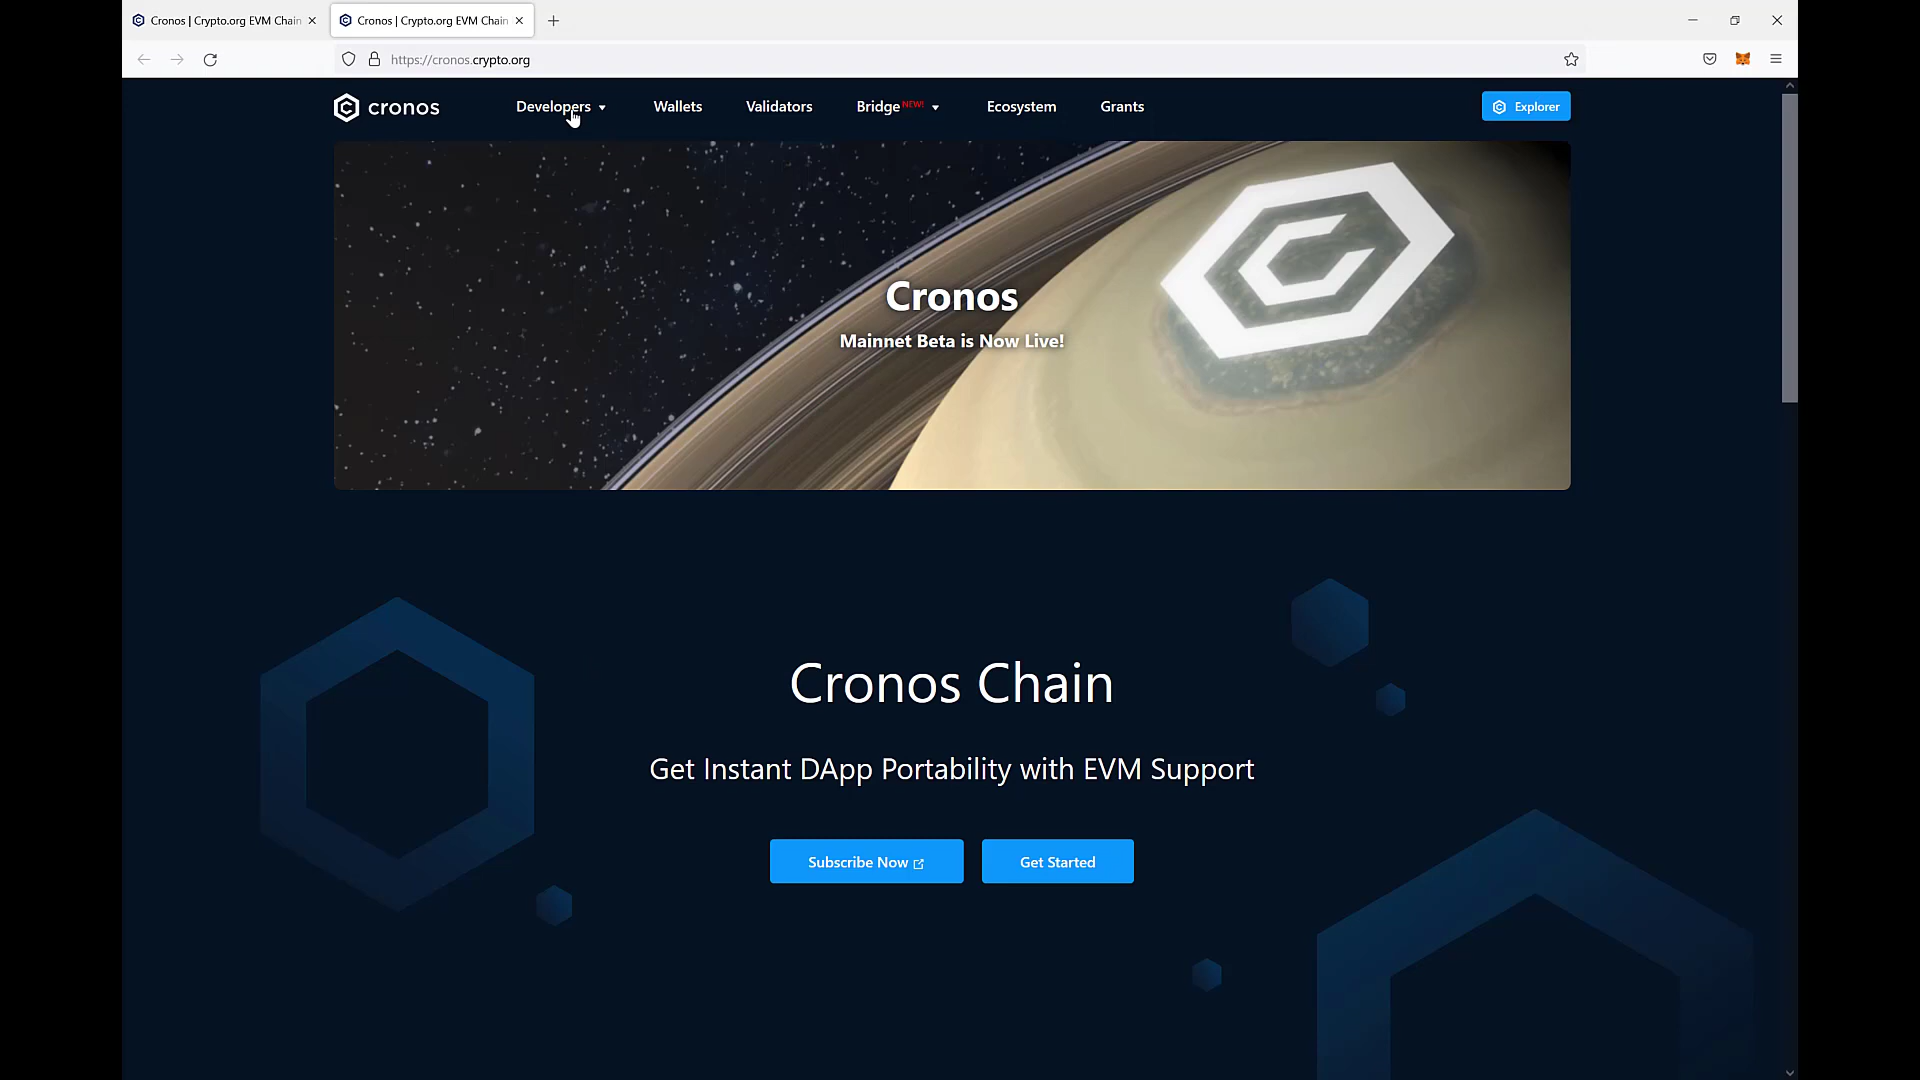 Cronos | Crypto.org EVM Chain
Cronos | Crypto.org EVM Chain
https://cronos.crypto.org
cronos
Developers
Wallets
Validators
Bridge NEW!
Ecosystem
Grants
Explorer
Cronos
Mainnet Beta is Now Live!
Cronos Chain
Get Instant DApp Portability with EVM Support
Subscribe Now
Get Started